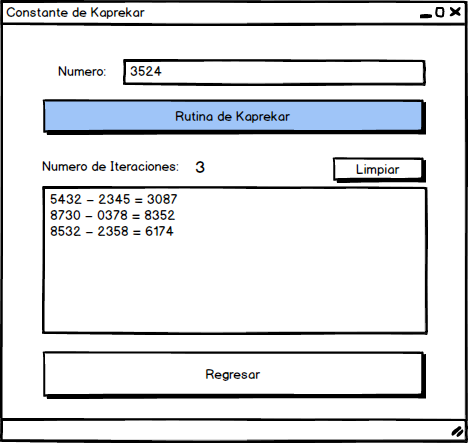 Constante de Kaprekar
Numero: 3524
Rutina de Kaprekar
Numero de Iteraciones: 3
Limpiar
5432 - 2345 = 3087
8730 - 0378 = 8352
8532 - 2358 = 6174
Regresar